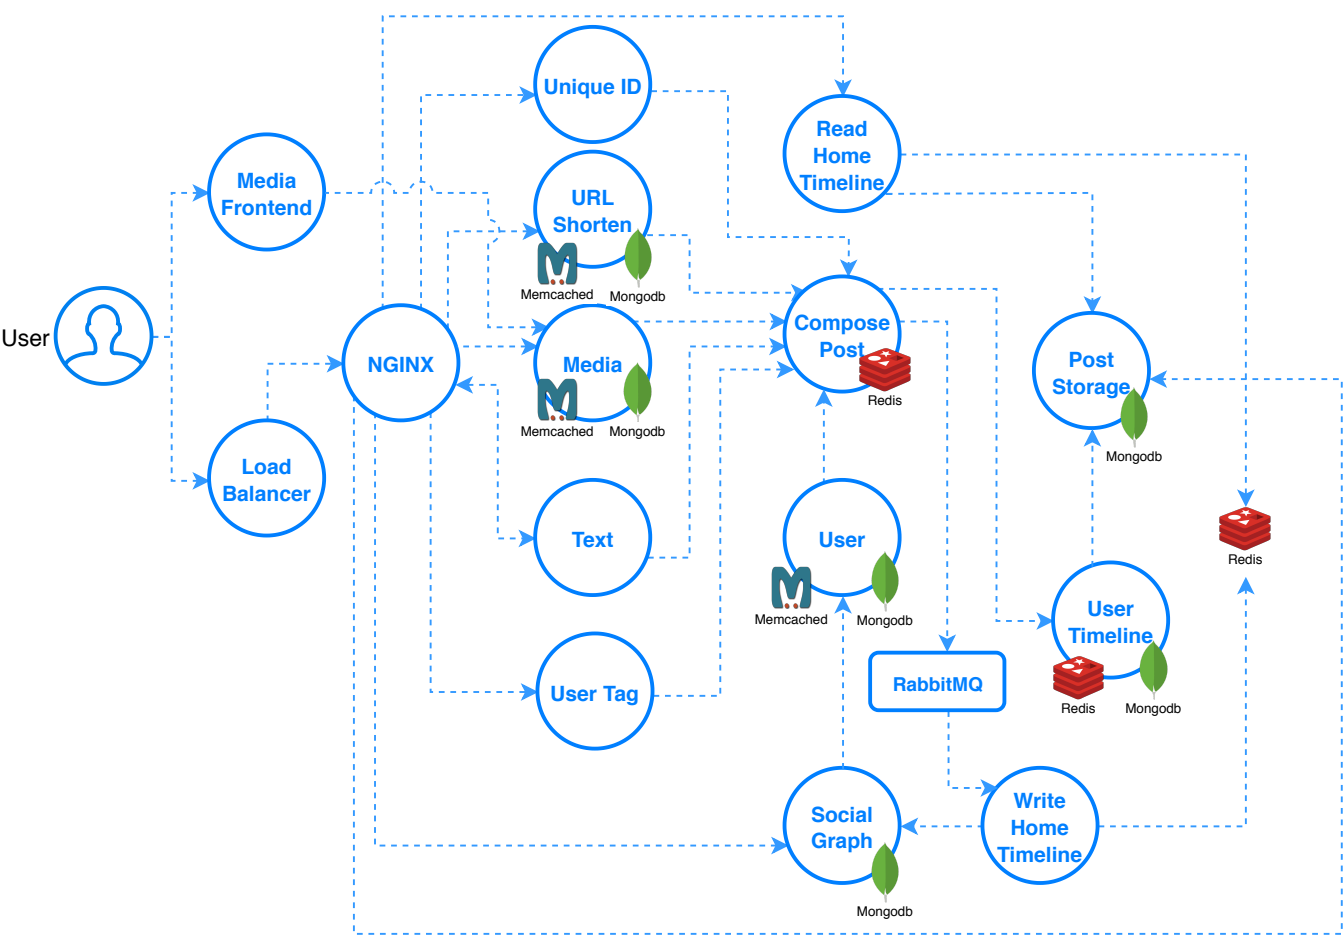 Unique ID
Read
Home
Timeline
Media
Frontend
URL
Shorten
Memcached
Mongodb
User
NGINX
Media
Memcached
Mongodb
Compose
Post
Redis
Post
Storage
Mongodb
Load
Balancer
Text
User
Memcached
Mongodb
Redis
User
Timeline
Redis
Mongodb
User Tag
RabbitMQ
Social
Graph
Mongodb
Write
Home
Timeline